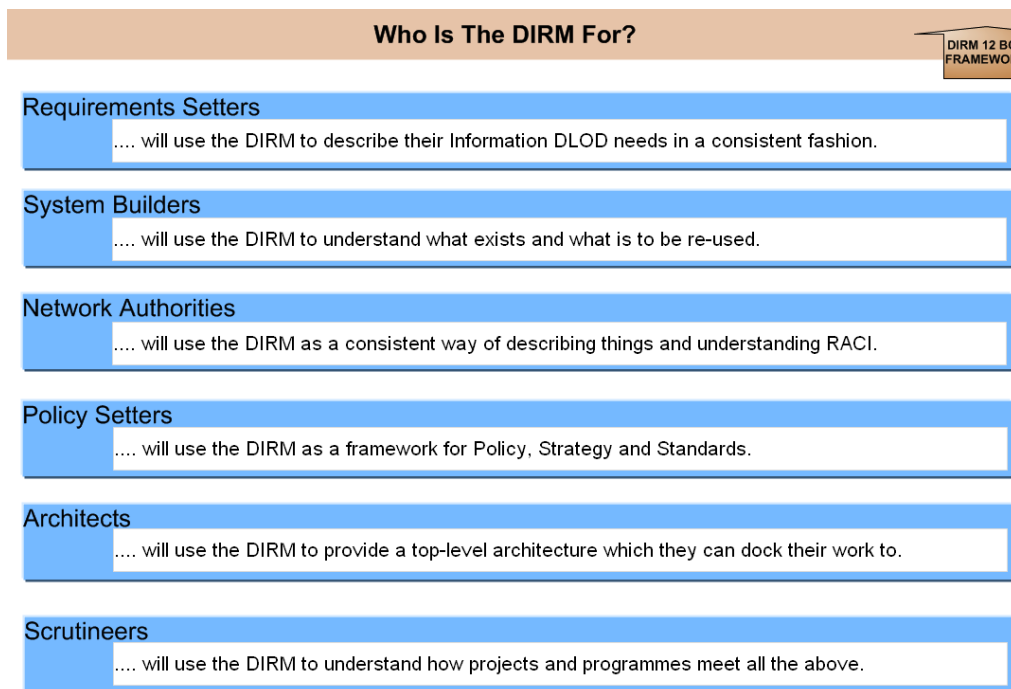 Who Is The DIRM For?
DIRM 12
Requirements Setters
.... will use the DIRM to describe their Information DLOD needs in a consistent fashion.
System Builders
.... will use the DIRM to understand what exists and what is to be re-used.
Network Authorities
.... will use the DIRM as a consistent way of describing things and understanding RACI.
Policy Setters
.... will use the DIRM as a framework for Policy, Strategy and Standards.
Architects
.... will use the DIRM to provide a top-level architecture which they can dock their work to.
Scrutineers
.... will use the DIRM to understand how projects and programmes meet all the above.